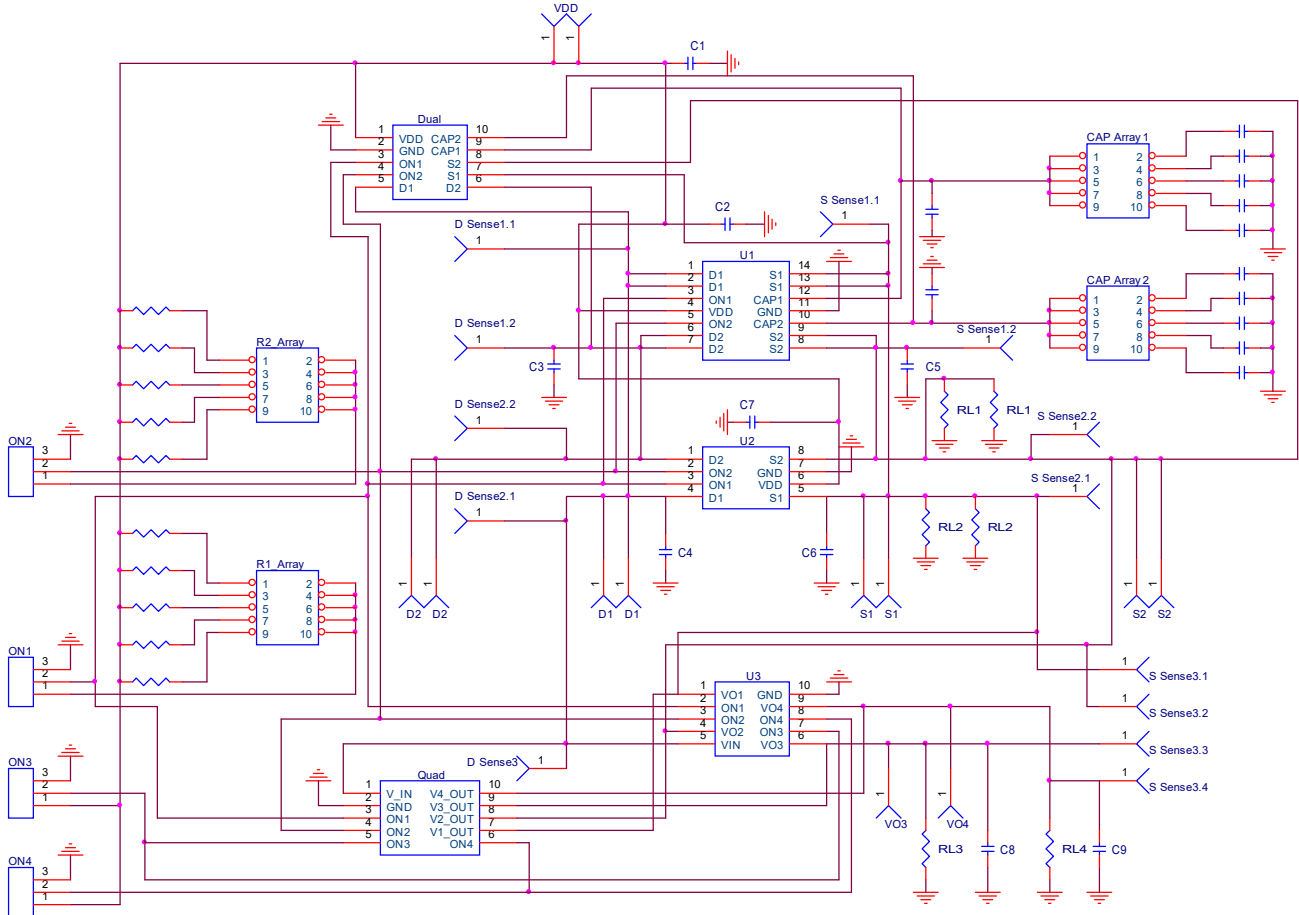 VDD
1 1
C1
Dual
1 VDD CAP2 10
2 GND CAP1 9
3 ON1 S2 8
4 ON2 S1 7
5 D1 D2 6
CAP Array 1
1 2
3 4
5 6
7 8
9 10
D Sense1.1
1
C2
S Sense1.1
1
U1
1 D1 S1 14
2 D1 S1 13
3 ON1 CAP1 12
4 VDD GND 11
5 ON2 CAP2 10
6 D2 S2 9
7 D2 S2 8
CAP Array 2
1 2
3 4
5 6
7 8
9 10
D Sense1.2
1
S Sense1.2
1
C3
C5
R2_Array
1 2
3 4
5 6
7 8
9 10
D Sense2.2
1
C7
RL1
RL1
S Sense2.2
1
ON2
3
2
1
U2
1 D2 S2 8
2 ON2 GND 7
3 ON1 VDD 6
4 D1 S1 5
D Sense2.1
1
S Sense2.1
1
C4
C6
RL2
RL2
R1_Array
1 2
3 4
5 6
7 8
9 10
1 1 1 1 1 1 1 1
D2 D2 D1 D1 S1 S1 S2 S2
ON1
3
2
1
U3
1 VO1 GND 10
2 ON1 VO4 9
3 ON2 ON4 8
4 VO2 ON3 7
5 VIN VO3 6
1
S Sense3.1
1
S Sense3.2
1
S Sense3.3
1
S Sense3.4
ON3
3
2
1
D Sense3
1
Quad
1 V_IN V4_OUT 10
2 GND V3_OUT 9
3 ON1 V2_OUT 8
4 ON2 V1_OUT 7
5 ON3 ON4 6
1 1
VO3 VO4
RL3
C8
RL4
C9
ON4
3
2
1